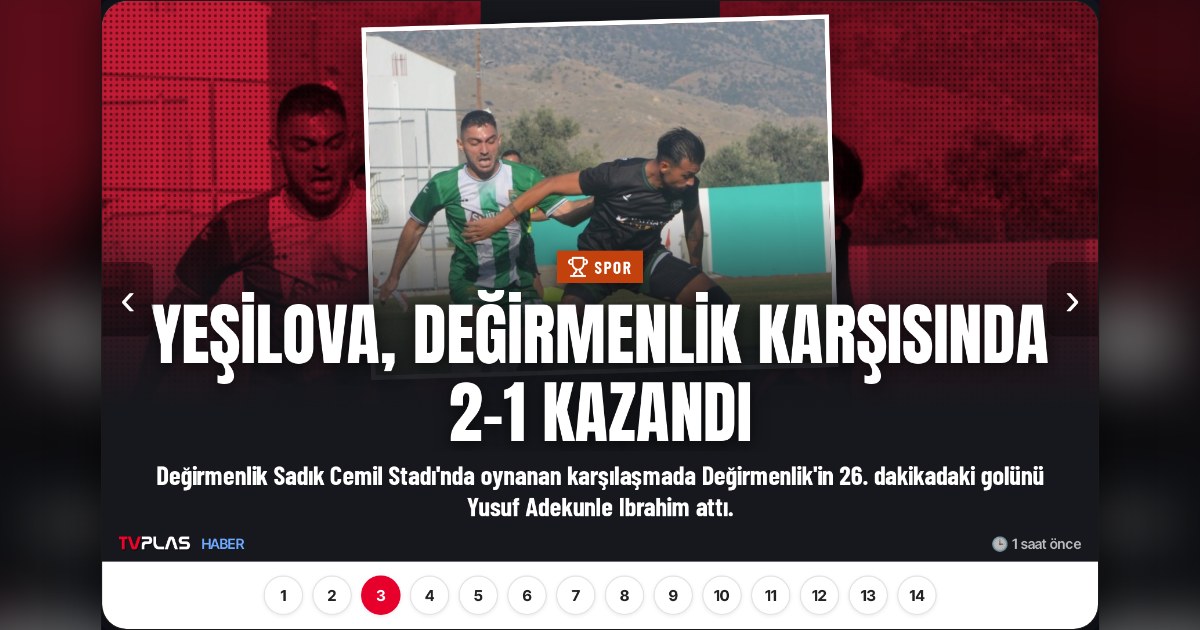 SPOR
YEŞİLOVA, DEĞİRMENLİK KARŞISINDA
2-1 KAZANDI
Değirmenlik Sadık Cemil Stadı'nda oynanan karşılaşmada Değirmenlik'in 26. dakikadaki golünü
Yusuf Adekunle Ibrahim attı.
TVPLAS HABER
1 saat önce
1 2 3 4 5 6 7 8 9 10 11 12 13 14